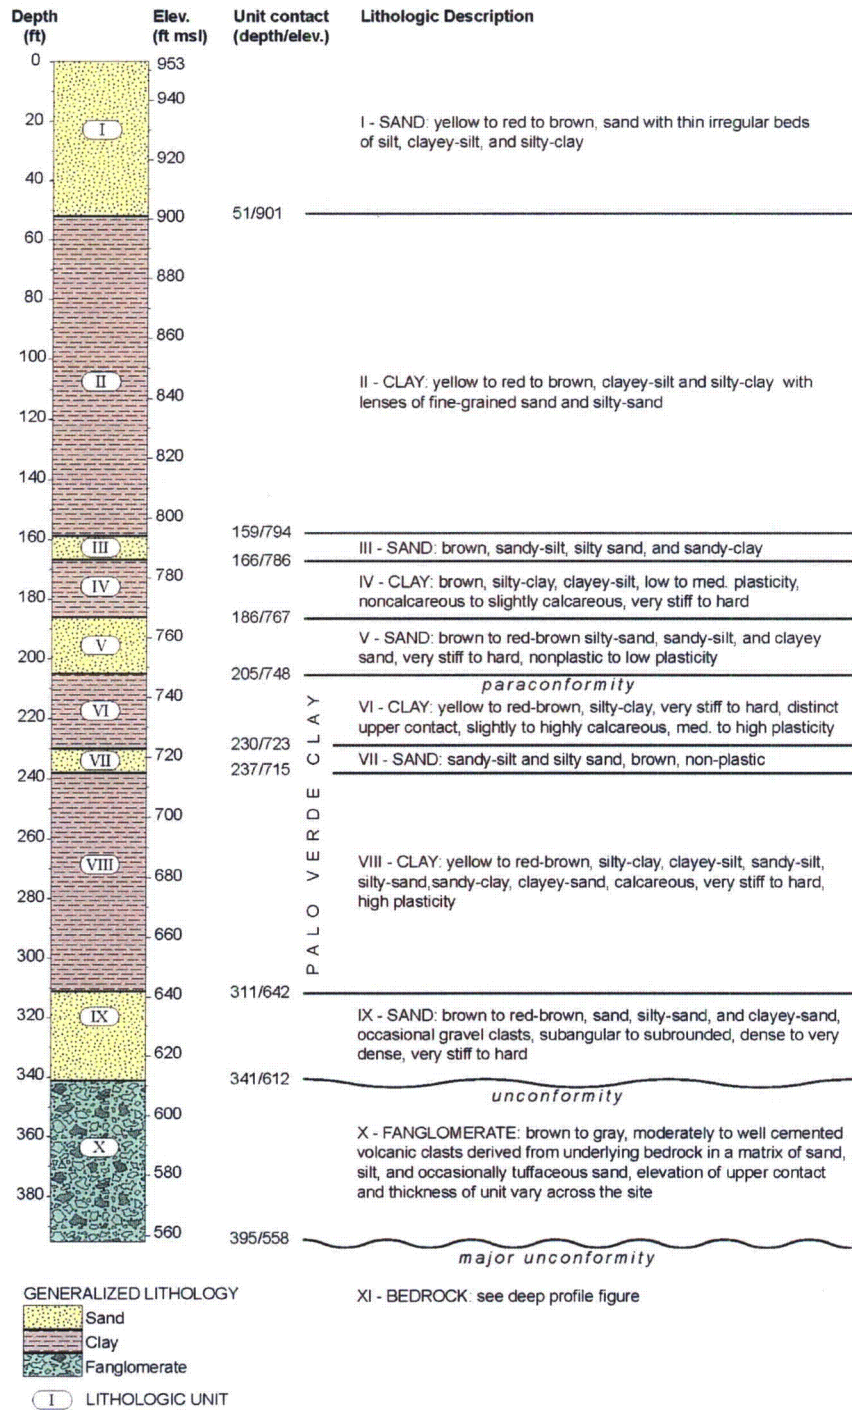 Depth
(ft)
Elev.
(ft msl)
Unit contact
(depth/elev.)
Lithologic Description
0
20
40
60
80
100
120
140
160
180
200
220
240
260
280
300
320
340
360
380
953
940
920
900
880
860
840
820
800
780
760
740
720
700
680
660
640
620
600
580
560
I
II
III
IV
V
VI
VII
VIII
IX
X
51/901
159/794
166/786
186/767
205/748
230/723
237/715
311/642
341/612
395/558
PALO VERDE CLAY
I - SAND: yellow to red to brown, sand with thin irregular beds
of silt, clayey-silt, and silty-clay
II - CLAY: yellow to red to brown, clayey-silt and silty-clay with
lenses of fine-grained sand and silty-sand
III - SAND: brown, sandy-silt, silty sand, and sandy-clay
IV - CLAY: brown, silty-clay, clayey-silt, low to med. plasticity,
noncalcareous to slightly calcareous, very stiff to hard
V - SAND: brown to red-brown silty-sand, sandy-silt, and clayey
sand, very stiff to hard, nonplastic to low plasticity
paraconformity
VI - CLAY: yellow to red-brown, silty-clay, very stiff to hard, distinct
upper contact, slightly to highly calcareous, med. to high plasticity
VII - SAND: sandy-silt and silty sand, brown, non-plastic
VIII - CLAY: yellow to red-brown, silty-clay, clayey-silt, sandy-silt,
silty-sand,sandy-clay, clayey-sand, calcareous, very stiff to hard,
high plasticity
IX - SAND: brown to red-brown, sand, silty-sand, and clayey-sand,
occasional gravel clasts, subangular to subrounded, dense to very
dense, very stiff to hard
unconformity
X - FANGLOMERATE: brown to gray, moderately to well cemented
volcanic clasts derived from underlying bedrock in a matrix of sand,
silt, and occasionally tuffaceous sand, elevation of upper contact
and thickness of unit vary across the site
major unconformity
XI - BEDROCK: see deep profile figure
GENERALIZED LITHOLOGY
Sand
Clay
Fanglomerate
I LITHOLOGIC UNIT